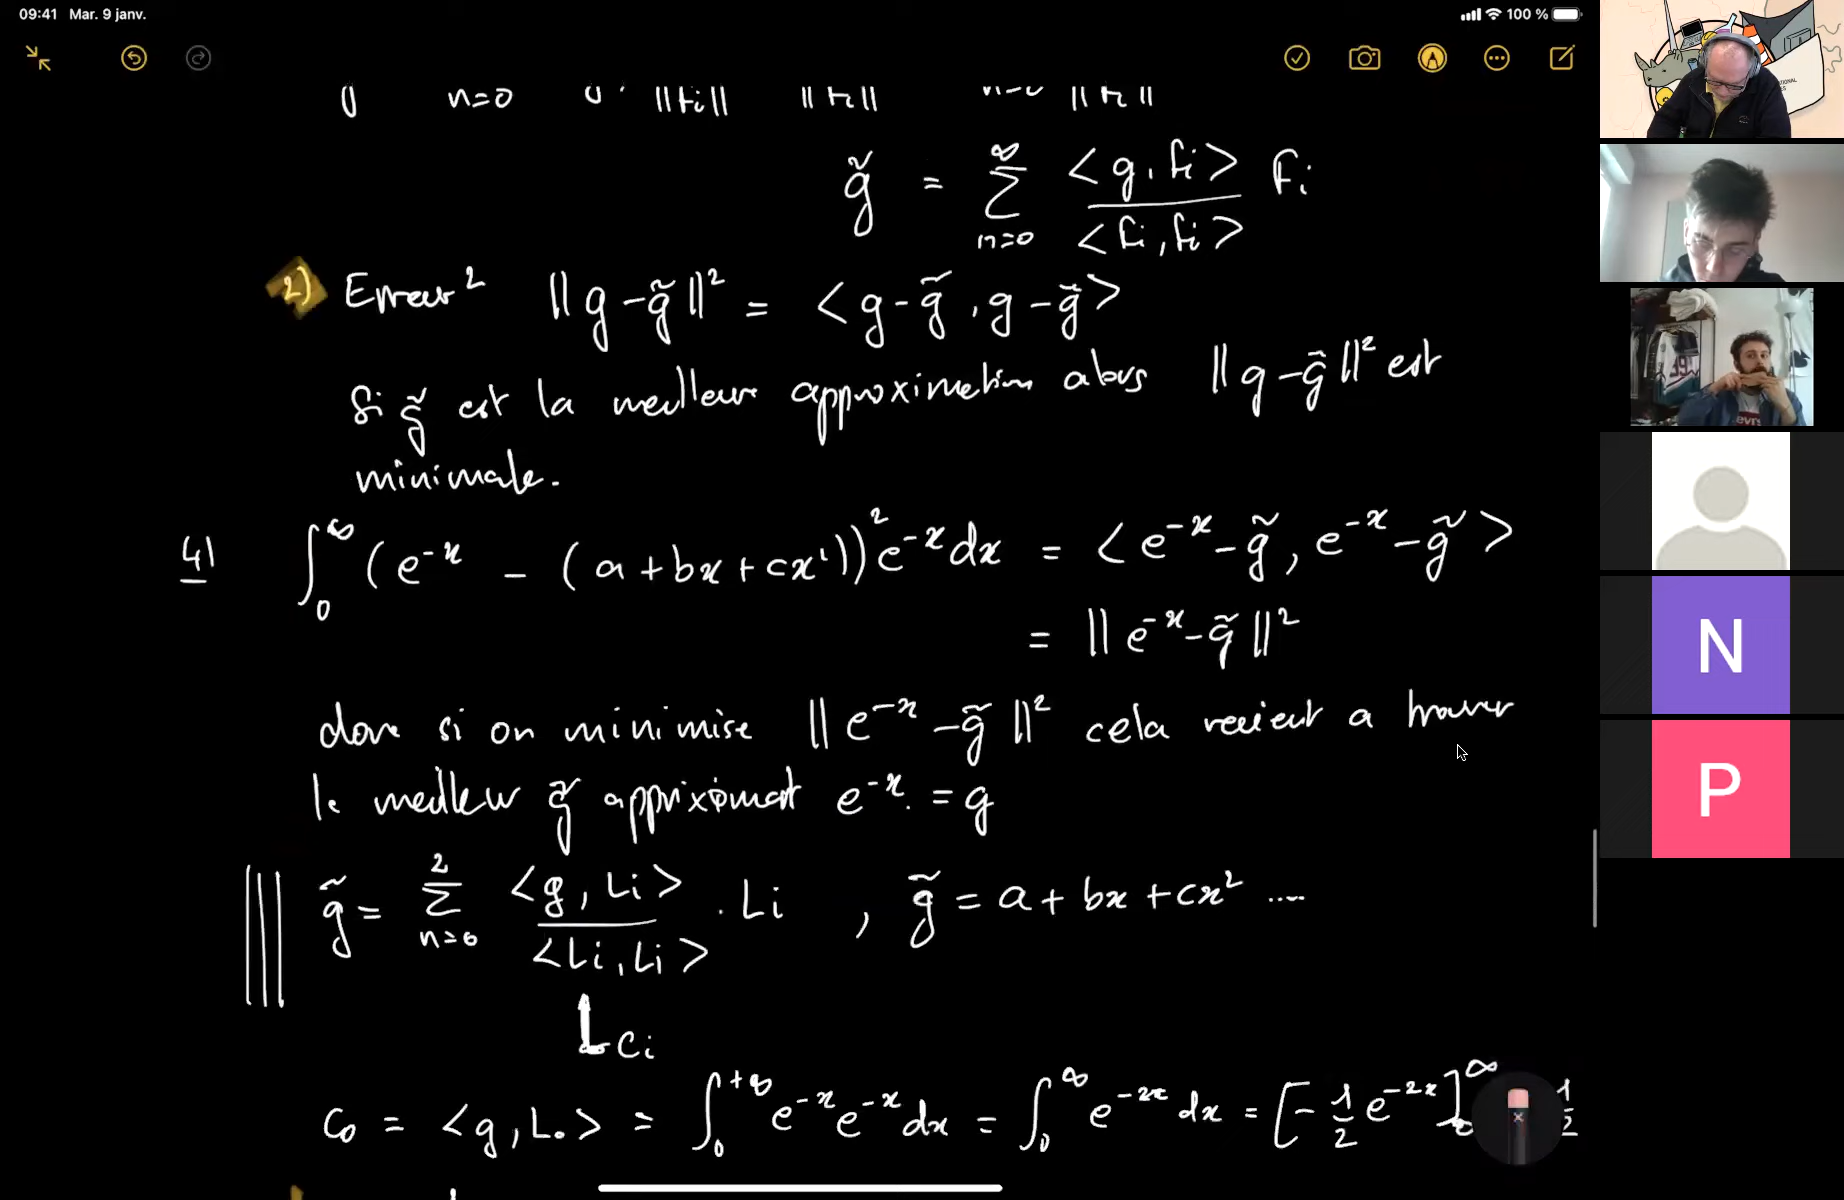 09:41 Mar. 9 janv. 100 %
n=0 ||fi||
g̃ = ∑_{n=0}^{∞} <g, fi> / <fi, fi> fi
2) Erreur² ||g-g̃||² = <g-g̃, g-g̃>
Si g̃ est la meilleure approximation alors ||g-g̃||² est
minimale.
4) ∫_0^∞ (e^{-x} - (a+bx+cx²))² e^{-x} dx = <e^{-x}-g̃, e^{-x}-g̃>
= ||e^{-x}-g̃||²
donc si on minimise ||e^{-x}-g̃||² cela revient a trouver
le meilleur g̃ approximant e^{-x} = g
g̃ = ∑_{n=0}^{2} <g, Li> / <Li, Li> . Li , g̃ = a + bx + cx² ....
Ci
C0 = <g, L0> = ∫_0^{+∞} e^{-x} e^{-x} dx = ∫_0^∞ e^{-2x} dx = [-1/2 e^{-2x}]_0^∞ 1/2
N
P